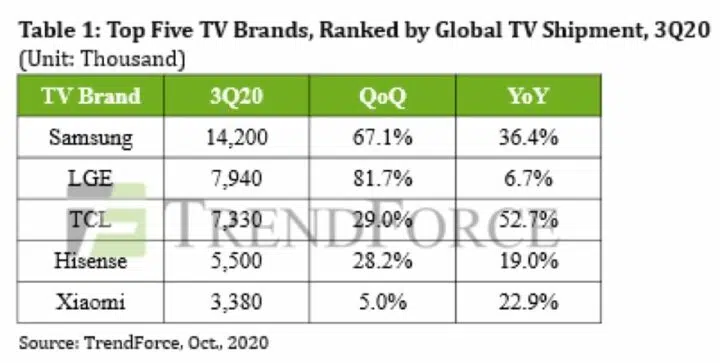 Table 1: Top Five TV Brands, Ranked by Global TV Shipment, 3Q20
(Unit: Thousand)
TV Brand 3Q20 QoQ YoY
Samsung 14,200 67.1% 36.4%
LGE 7,940 81.7% 6.7%
TCL 7,330 29.0% 52.7%
TRENDFORCE
Hisense 5,500 28.2% 19.0%
Xiaomi 3,380 5.0% 22.9%
Source: TrendForce, Oct., 2020